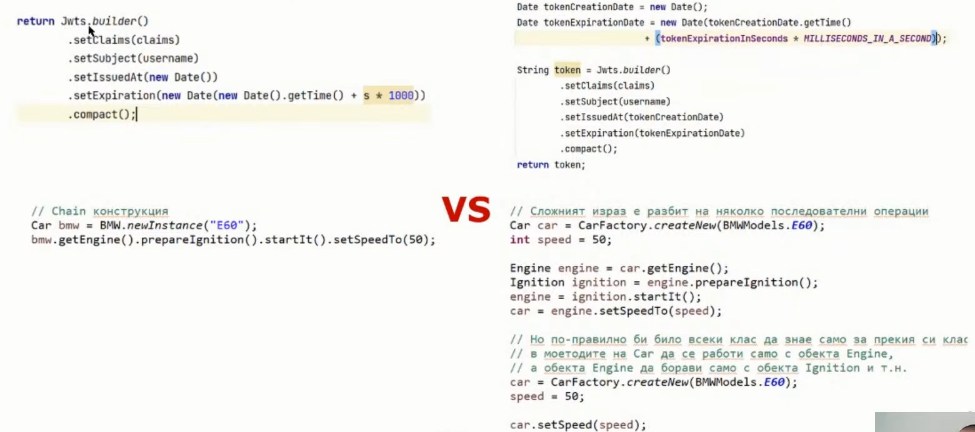 return Jwts.builder()
.setClaims(claims)
.setSubject(username)
.setIssuedAt(new Date())
.setExpiration(new Date(new Date().getTime() + s * 1000))
.compact();
// Chain конструкция
Car bmw = BMW.newInstance("E60");
bmw.getEngine().prepareIgnition().startIt().setSpeedTo(50);
VS
Date tokenCreationDate = new Date();
Date tokenExpirationDate = new Date(tokenCreationDate.getTime()
+ (tokenExpirationInSeconds * MILLISECONDS_IN_A_SECOND));
String token = Jwts.builder()
.setClaims(claims)
.setSubject(username)
.setIssuedAt(tokenCreationDate)
.setExpiration(tokenExpirationDate)
.compact();
return token;
// Сложният израз е разбит на няколко последователни операции
Car car = CarFactory.createNew(BMWModels.E60);
int speed = 50;
Engine engine = car.getEngine();
Ignition ignition = engine.prepareIgnition();
engine = ignition.startIt();
car = engine.setSpeedTo(speed);
// Но по-правилно би било всеки клас да знае само за прекия си клас
// в моетодите на Car да се работи само с обекта Engine,
// а обекта Engine да борави само с обекта Ignition и т.н.
car = CarFactory.createNew(BMWModels.E60);
speed = 50;
car.setSpeed(speed);